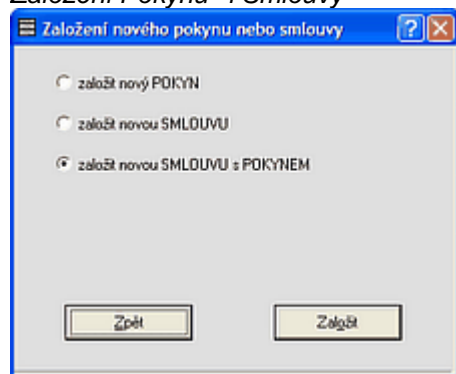 Založení Pokynu i Smlouvy
Založení nového pokynu nebo smlouvy
založit nový POKYN
založit novou SMLOUVU
založit novou SMLOUVU s POKYNEM
Zpět
Založit